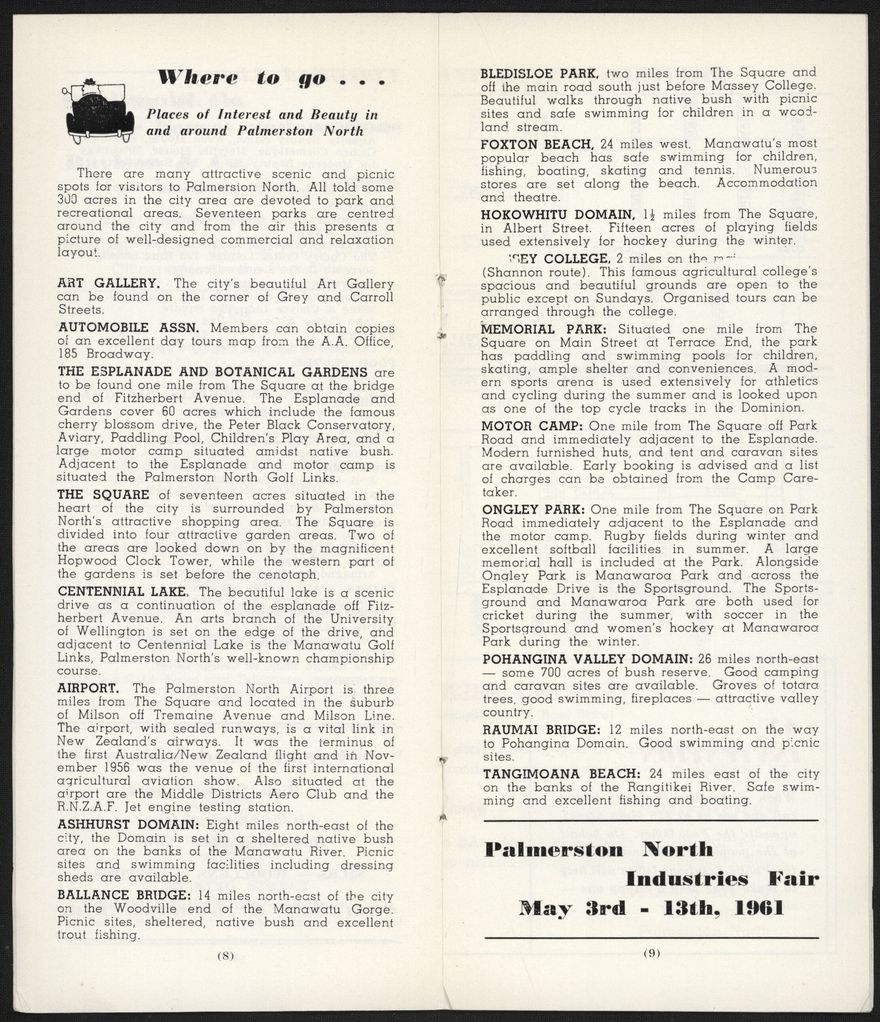 Where to go . . .
Places of Interest and Beauty in
and around Palmerston North
There are many attractive scenic and picnic
spots for visitors to Palmerston North. All told some
300 acres in the city area are devoted to park and
recreational areas. Seventeen parks are centred
around the city and from the air this presents a
picture of well-designed commercial and relaxation
layout.
ART GALLERY. The city's beautiful Art Gallery
can be found on the corner of Grey and Carroll
Streets.
AUTOMOBILE ASSN. Members can obtain copies
of an excellent day tours map from the A.A. Office,
185 Broadway.
THE ESPLANADE AND BOTANICAL GARDENS are
to be found one mile from The Square at the bridge
end of Fitzherbert Avenue. The Esplanade and
Gardens cover 60 acres which include the famous
cherry blossom drive, the Peter Black Conservatory,
Aviary, Paddling Pool, Children's Play Area, and a
large motor camp situated amidst native bush.
Adjacent to the Esplanade and motor camp is
situated the Palmerston North Golf Links.
THE SQUARE of seventeen acres situated in the
heart of the city is surrounded by Palmerston
North's attractive shopping area. The Square is
divided into four attractive garden areas. Two of
the areas are looked down on by the magnificent
Hopwood Clock Tower, while the western part of
the gardens is set before the cenotaph.
CENTENNIAL LAKE. The beautiful lake is a scenic
drive as a continuation of the esplanade off Fitz-
herbert Avenue. An arts branch of the University
of Wellington is set on the edge of the drive, and
adjacent to Centennial Lake is the Manawatu Golf
Links, Palmerston North's well-known championship
course.
AIRPORT. The Palmerston North Airport is three
miles from The Square and located in the suburb
of Milson off Tremaine Avenue and Milson Line.
The airport, with sealed runways, is a vital link in
New Zealand's airways. It was the terminus of
the first Australia/New Zealand flight and in Nov-
ember 1956 was the venue of the first international
agricultural aviation show. Also situated at the
airport are the Middle Districts Aero Club and the
R.N.Z.A.F. Jet engine testing station.
ASHHURST DOMAIN: Eight miles north-east of the
city, the Domain is set in a sheltered native bush
area on the banks of the Manawatu River. Picnic
sites and swimming facilities including dressing
sheds are available.
BALLANCE BRIDGE: 14 miles north-east of the city
on the Woodville end of the Manawatu Gorge.
Picnic sites, sheltered, native bush and excellent
trout fishing.
(8)
BLEDISLOE PARK, two miles from The Square and
off the main road south just before Massey College.
Beautiful walks through native bush with picnic
sites and safe swimming for children in a wood-
land stream.
FOXTON BEACH, 24 miles west. Manawatu's most
popular beach has safe swimming for children,
fishing, boating, skating and tennis. Numerous
stores are set along the beach. Accommodation
and theatre.
HOKOWHITU DOMAIN, 1½ miles from The Square,
in Albert Street. Fifteen acres of playing fields
used extensively for hockey during the winter.
COLLEGE, 2 miles on the
(Shannon route). This famous agricultural college's
spacious and beautiful grounds are open to the
public except on Sundays. Organised tours can be
arranged through the college.
MEMORIAL PARK: Situated one mile from The
Square on Main Street at Terrace End, the park
has paddling and swimming pools for children,
skating, ample shelter and conveniences. A mod-
ern sports arena is used extensively for athletics
and cycling during the summer and is looked upon
as one of the top cycle tracks in the Dominion.
MOTOR CAMP: One mile from The Square off Park
Road and immediately adjacent to the Esplanade.
Modern furnished huts, and tent and caravan sites
are available. Early booking is advised and a list
of charges can be obtained from the Camp Care-
taker.
ONGLEY PARK: One mile from The Square on Park
Road immediately adjacent to the Esplanade and
the motor camp. Rugby fields during winter and
excellent softball facilities in summer. A large
memorial hall is included at the Park. Alongside
Ongley Park is Manawaroa Park and across the
Esplanade Drive is the Sportsground. The Sports-
ground and Manawaroa Park are both used for
cricket during the summer, with soccer in the
Sportsground and women's hockey at Manawaroa
Park during the winter.
POHANGINA VALLEY DOMAIN: 26 miles north-east
— some 700 acres of bush reserve. Good camping
and caravan sites are available. Groves of totara
trees, good swimming, fireplaces — attractive valley
country.
RAUMAI BRIDGE: 12 miles north-east on the way
to Pohangina Domain. Good swimming and picnic
sites.
TANGIMOANA BEACH: 24 miles east of the city
on the banks of the Rangitikei River. Safe swim-
ming and excellent fishing and boating.
Palmerston North
Industries Fair
May 3rd - 13th, 1961
(9)